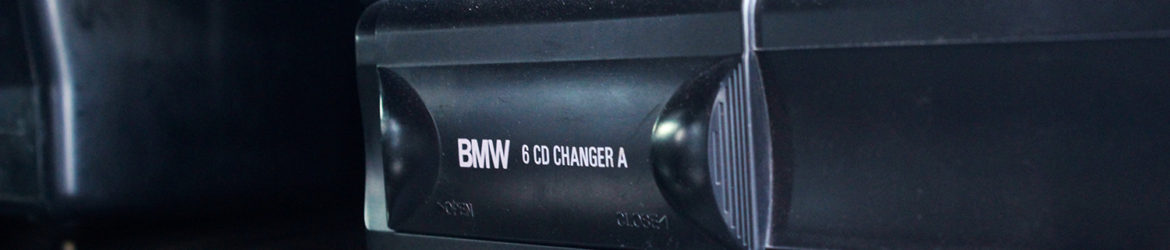 BMW 6 CD CHANGER A
OPEN CLOSE